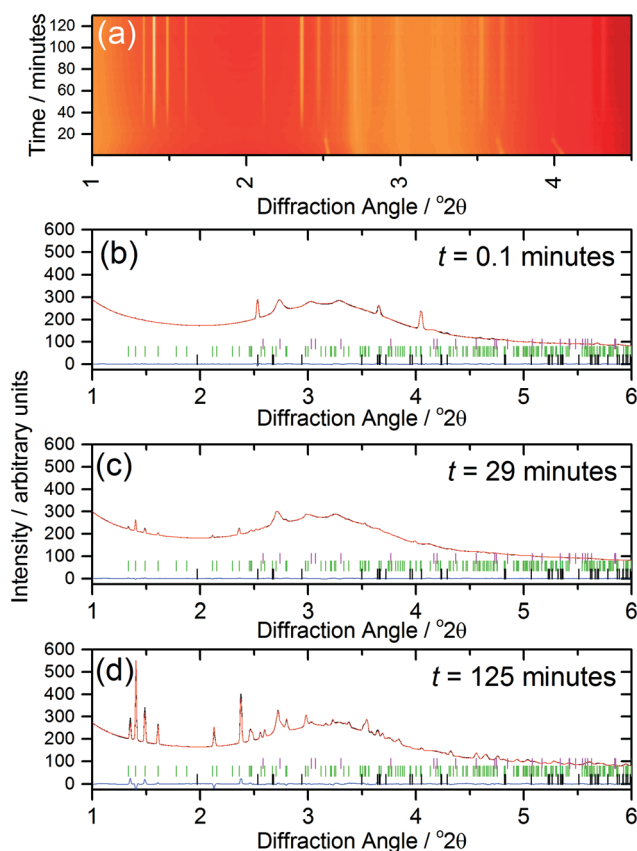 (a)
Time / minutes
120
100
80
60
40
20
1 2 3 4
Diffraction Angle / °2θ
Intensity / arbitrary units
(b)
t = 0.1 minutes
600
500
400
300
200
100
0
1 2 3 4 5 6
Diffraction Angle / °2θ
(c)
t = 29 minutes
600
500
400
300
200
100
0
1 2 3 4 5 6
Diffraction Angle / °2θ
(d)
t = 125 minutes
600
500
400
300
200
100
0
1 2 3 4 5 6
Diffraction Angle / °2θ